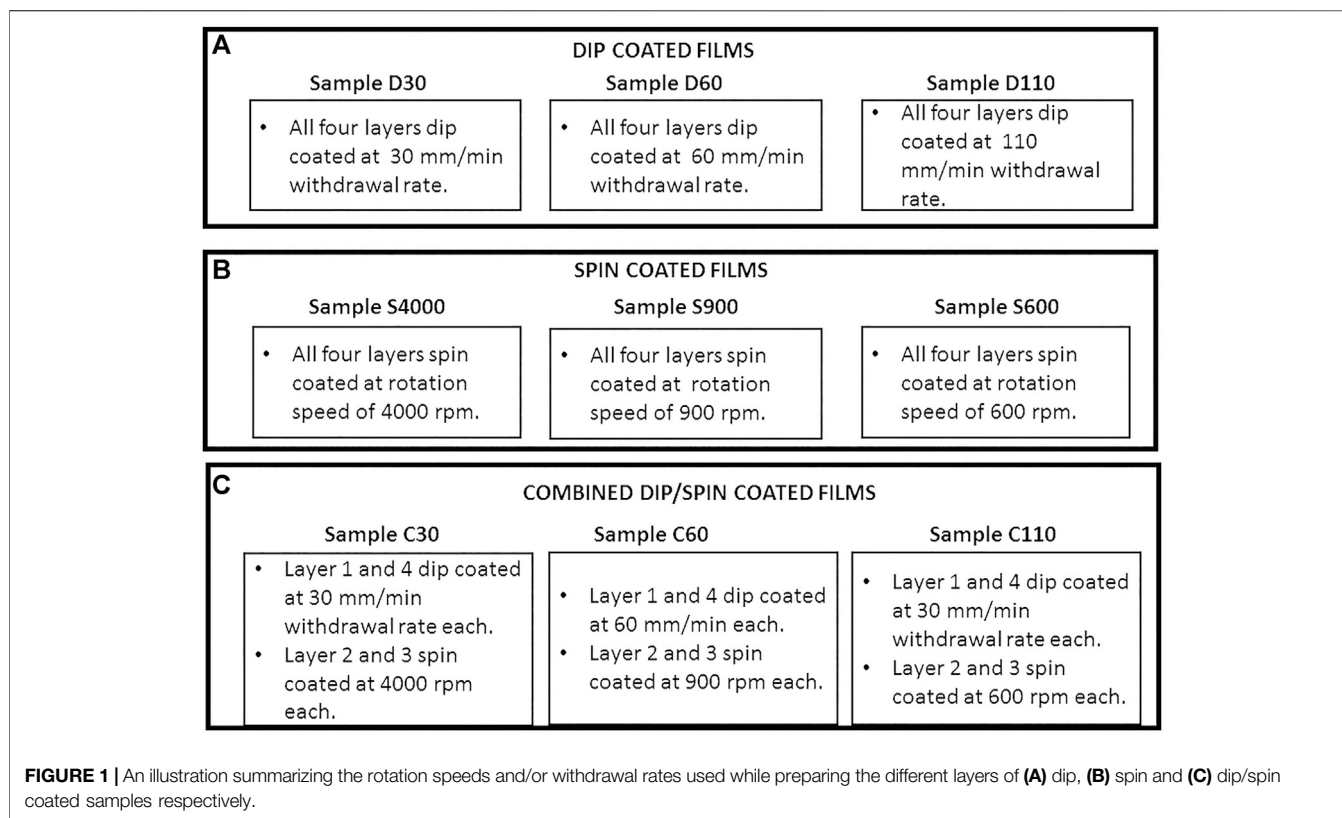 A
DIP COATED FILMS
Sample D30
• All four layers dip
coated at 30 mm/min
withdrawal rate.
Sample D60
• All four layers dip
coated at 60 mm/min
withdrawal rate.
Sample D110
• All four layers dip
coated at 110
mm/min withdrawal
rate.
B
SPIN COATED FILMS
Sample S4000
• All four layers spin
coated at rotation
speed of 4000 rpm.
Sample S900
• All four layers spin
coated at rotation
speed of 900 rpm.
Sample S600
• All four layers spin
coated at rotation
speed of 600 rpm.
C
COMBINED DIP/SPIN COATED FILMS
Sample C30
• Layer 1 and 4 dip coated
at 30 mm/min
withdrawal rate each.
• Layer 2 and 3 spin
coated at 4000 rpm
each.
Sample C60
• Layer 1 and 4 dip coated
at 60 mm/min each.
• Layer 2 and 3 spin
coated at 900 rpm each.
Sample C110
• Layer 1 and 4 dip coated
at 30 mm/min
withdrawal rate each.
• Layer 2 and 3 spin
coated at 600 rpm each.
FIGURE 1 | An illustration summarizing the rotation speeds and/or withdrawal rates used while preparing the different layers of (A) dip, (B) spin and (C) dip/spin
coated samples respectively.